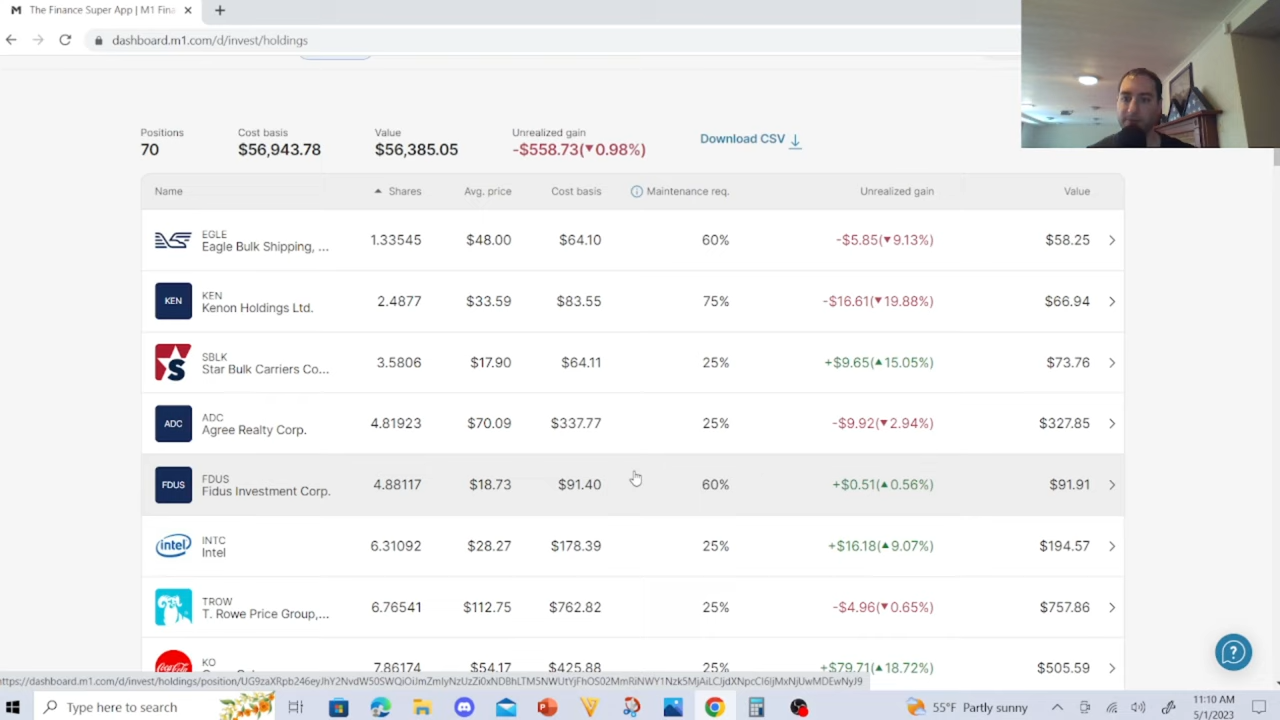 The Finance Super App | M1 Fina
dashboard.m1.com/d/invest/holdings
Positions Cost basis Value Unrealized gain
70 $56,943.78 $56,385.05 -$558.73(▼0.98%) Download CSV
Name Shares Avg. price Cost basis Maintenance req. Unrealized gain Value
EGLE
Eagle Bulk Shipping, ... 1.33545 $48.00 $64.10 60% -$5.85(▼9.13%) $58.25
KEN KEN
Kenon Holdings Ltd. 2.4877 $33.59 $83.55 75% -$16.61(▼19.88%) $66.94
SBLK
S Star Bulk Carriers Co... 3.5806 $17.90 $64.11 25% +$9.65(▲15.05%) $73.76
ADC ADC
Agree Realty Corp. 4.81923 $70.09 $337.77 25% -$9.92(▼2.94%) $327.85
FDUS FDUS
Fidus Investment Corp. 4.88117 $18.73 $91.40 60% +$0.51(▲0.56%) $91.91
intel INTC
Intel 6.31092 $28.27 $178.39 25% +$16.18(▲9.07%) $194.57
TROW
T. Rowe Price Group,... 6.76541 $112.75 $762.82 25% -$4.96(▼0.65%) $757.86
KO
7.86174 $54.17 $425.88 25% +$79.71(▲18.72%) $505.59
Type here to search 55°F Partly sunny 11:10 AM
5/1/2023